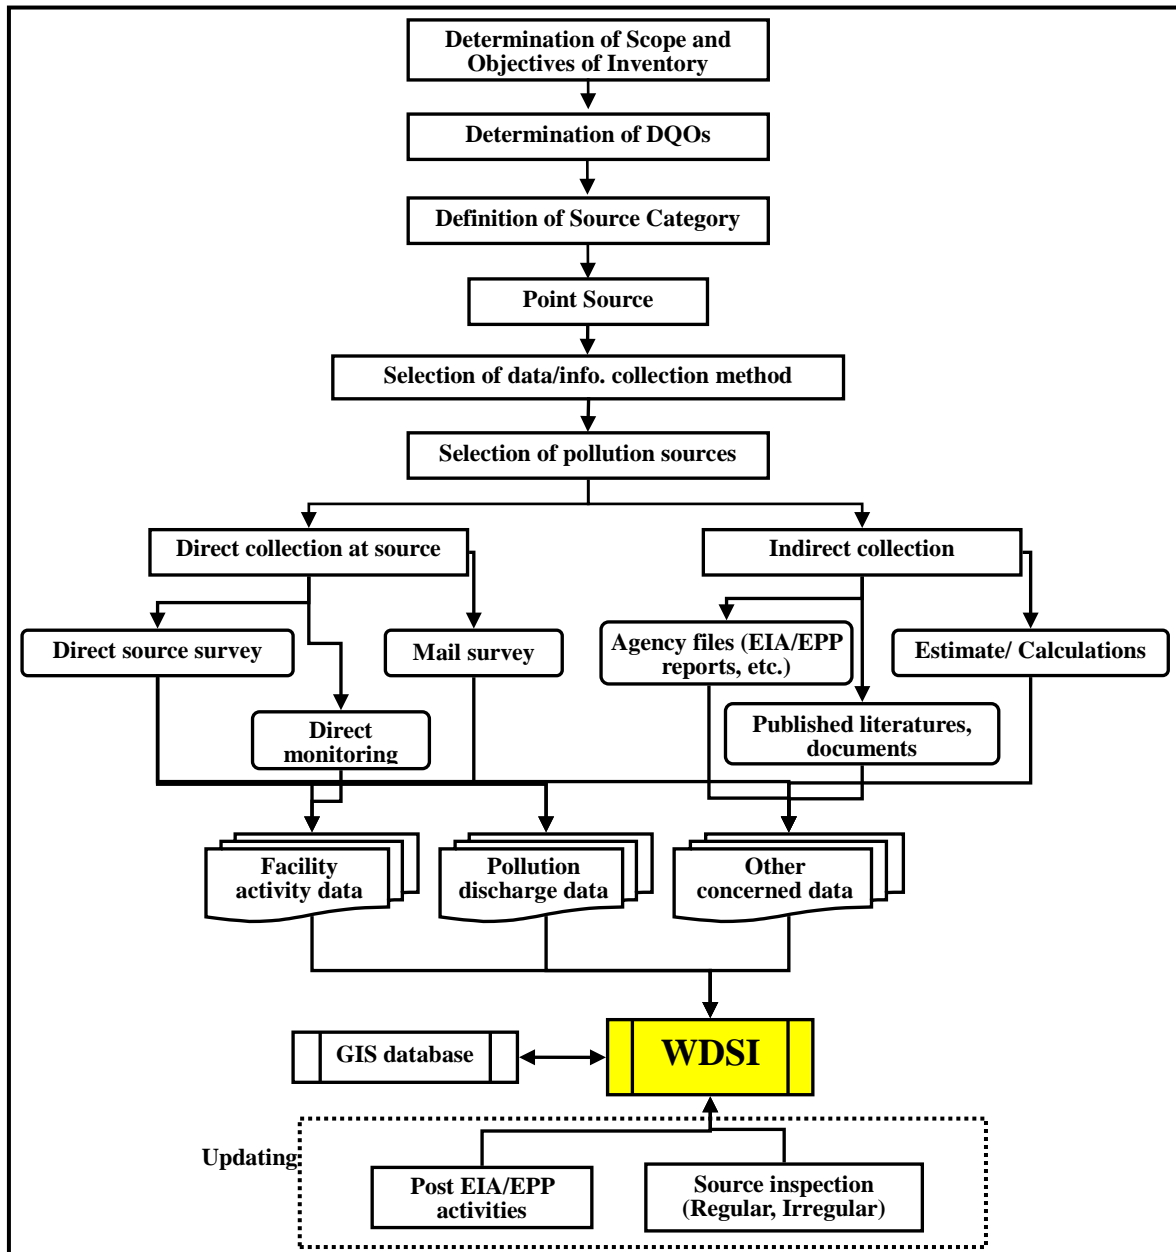 Determination of Scope and
Objectives of Inventory
Determination of DQOs
Definition of Source Category
Point Source
Selection of data/info. collection method
Selection of pollution sources
Direct collection at source
Indirect collection
Direct source survey
Mail survey
Agency files (EIA/EPP
reports, etc.)
Estimate/ Calculations
Direct
monitoring
Published literatures,
documents
Facility
activity data
Pollution
discharge data
Other
concerned data
GIS database
WDSI
Updating
Post EIA/EPP
activities
Source inspection
(Regular, Irregular)